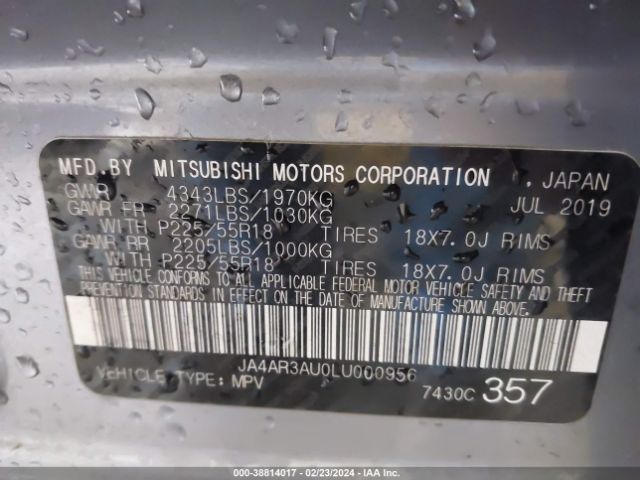 MFD.BY MITSUBISHI MOTORS CORPORATION , JAPAN
GVWR 4343LBS/1970KG JUL 2019
GAWR FR 2271LBS/1030KG
WITH P225/55R18 TIRES 18X7.0J RIMS
GAWR RR 2205LBS/1000KG
WITH P225/55R18 TIRES 18X7.0J RIMS
THIS VEHICLE CONFORMS TO ALL APPLICABLE FEDERAL MOTOR VEHICLE SAFETY AND THEFT
PREVENTION STANDARDS IN EFFECT ON THE DATE OF MANUFACTURE SHOWN ABOVE.
JA4AR3AU0LU000956
VEHICLE TYPE: MPV 7430C 357
000-38814017 - 02/23/2024 - IAA Inc.